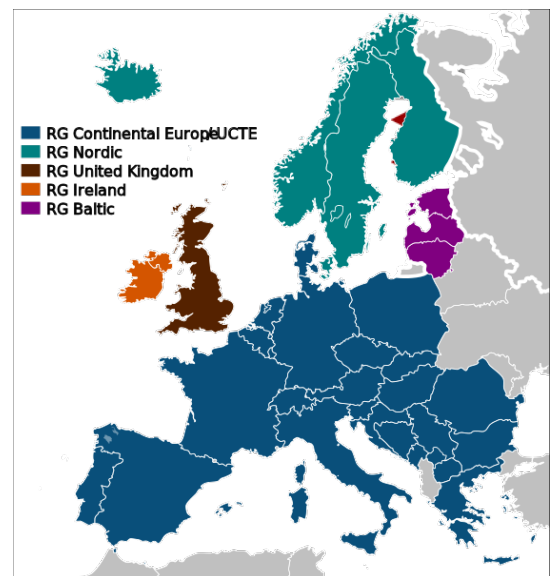 RG Continental Europe/UCTE
RG Nordic
RG United Kingdom
RG Ireland
RG Baltic